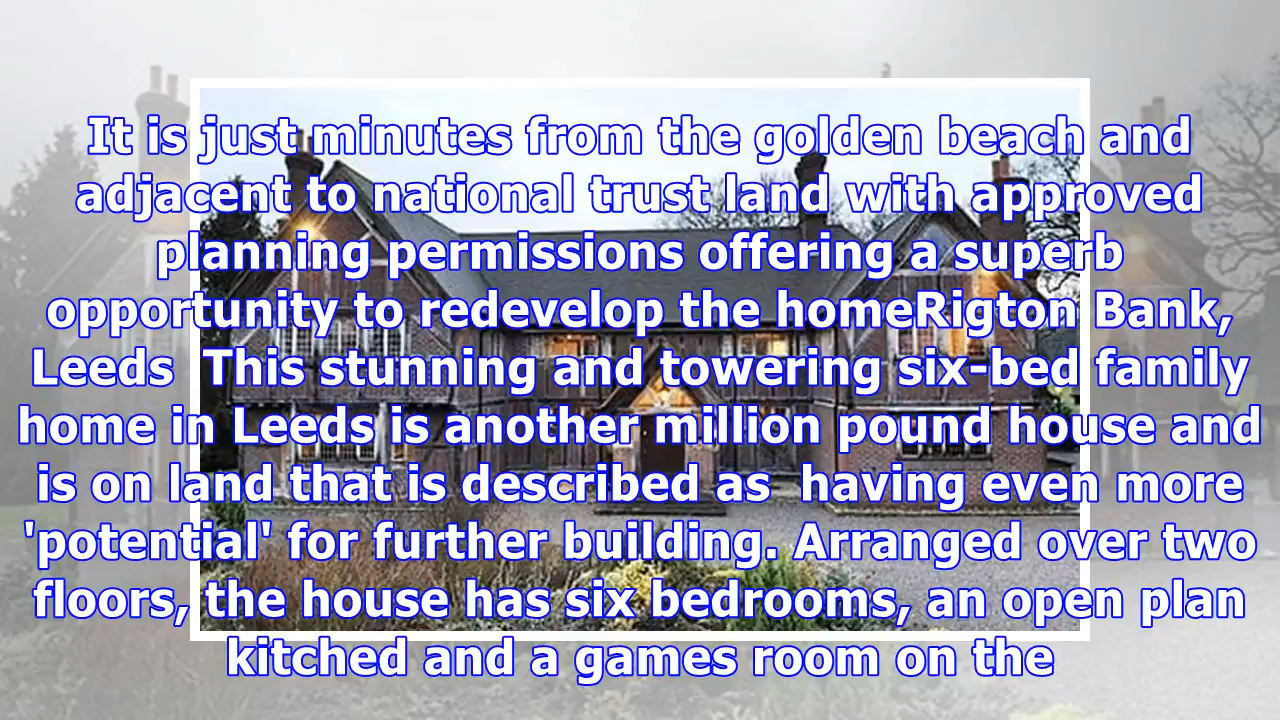 It is just minutes from the golden beach and
adjacent to national trust land with approved
planning permissions offering a superb
opportunity to redevelop the homeRigton Bank,
Leeds  This stunning and towering six-bed family
home in Leeds is another million pound house and
is on land that is described as  having even more
'potential' for further building. Arranged over two
floors, the house has six bedrooms, an open plan
kitched and a games room on the